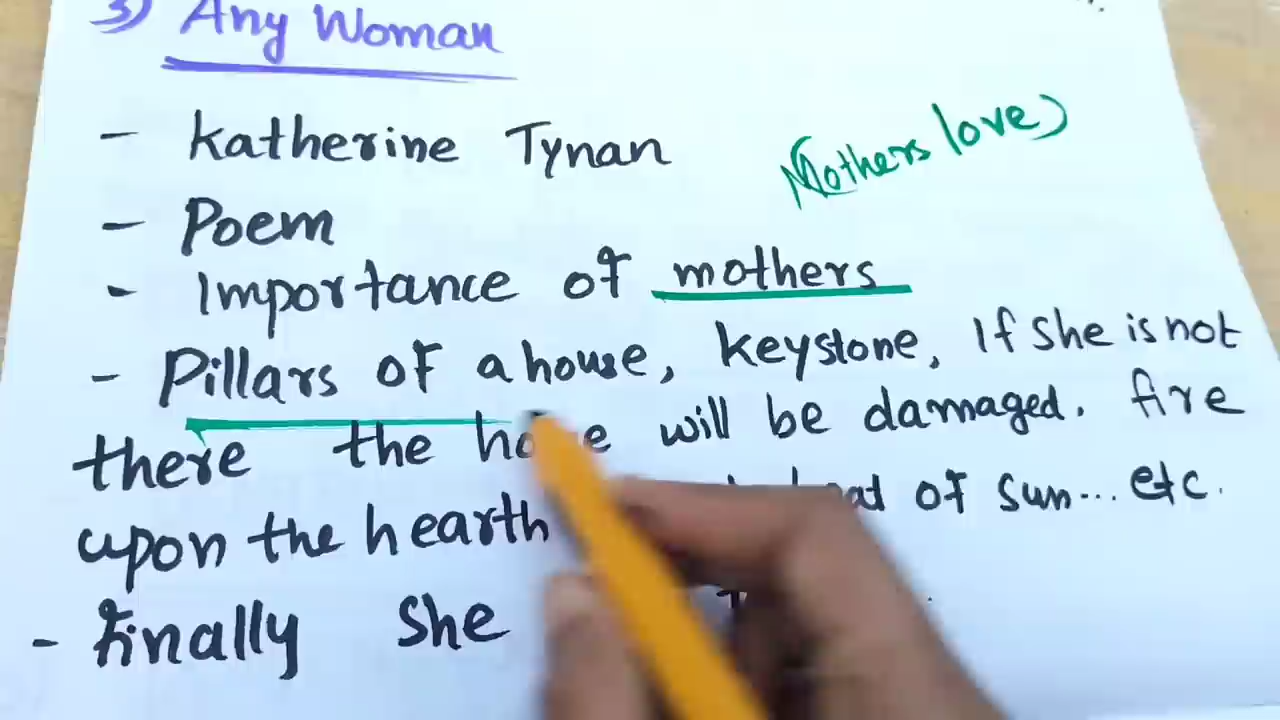 3) Any Woman
- Katherine Tynan
(Mothers love)
- Poem
- Importance of mothers
- Pillars of a house, keystone, If she is not
there the will be damaged. fire
upon the hearth of sun... etc.
- finally she